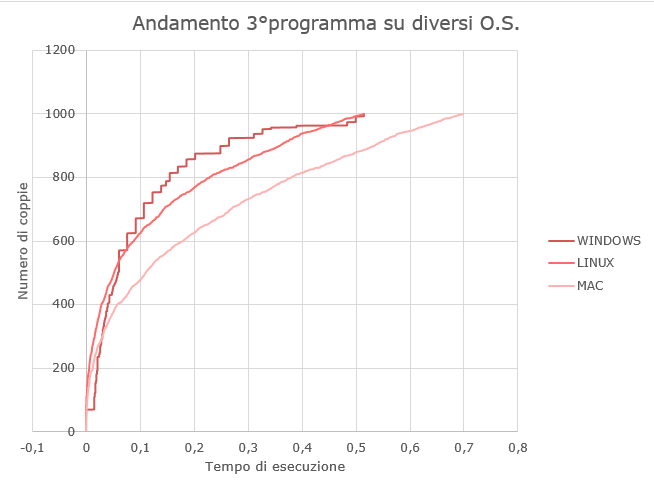 Andamento 3°programma su diversi O.S.
1200
1000
800
600
400
200
0
Numero di coppie
-0,1 0 0,1 0,2 0,3 0,4 0,5 0,6 0,7 0,8
Tempo di esecuzione
WINDOWS
LINUX
MAC